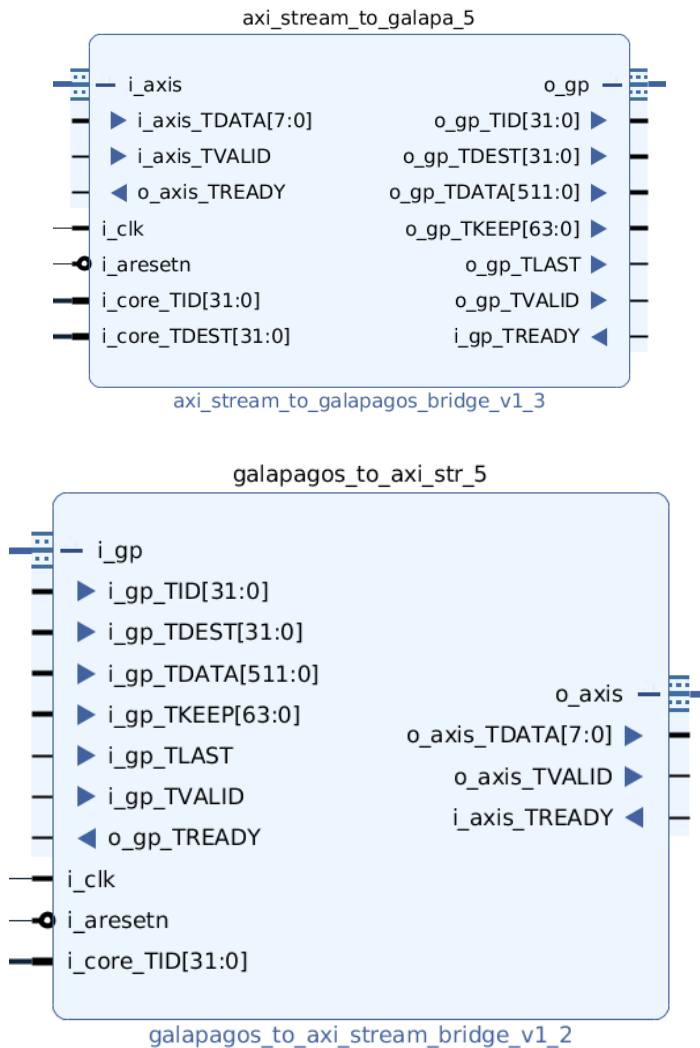 axi_stream_to_galapa_5
i_axis
i_axis_TDATA[7:0]
i_axis_TVALID
o_axis_TREADY
i_clk
i_aresetn
i_core_TID[31:0]
i_core_TDEST[31:0]
o_gp
o_gp_TID[31:0]
o_gp_TDEST[31:0]
o_gp_TDATA[511:0]
o_gp_TKEEP[63:0]
o_gp_TLAST
o_gp_TVALID
i_gp_TREADY
axi_stream_to_galapagos_bridge_v1_3
galapagos_to_axi_str_5
i_gp
i_gp_TID[31:0]
i_gp_TDEST[31:0]
i_gp_TDATA[511:0]
i_gp_TKEEP[63:0]
i_gp_TLAST
i_gp_TVALID
o_gp_TREADY
i_clk
i_aresetn
i_core_TID[31:0]
o_axis
o_axis_TDATA[7:0]
o_axis_TVALID
i_axis_TREADY
galapagos_to_axi_stream_bridge_v1_2